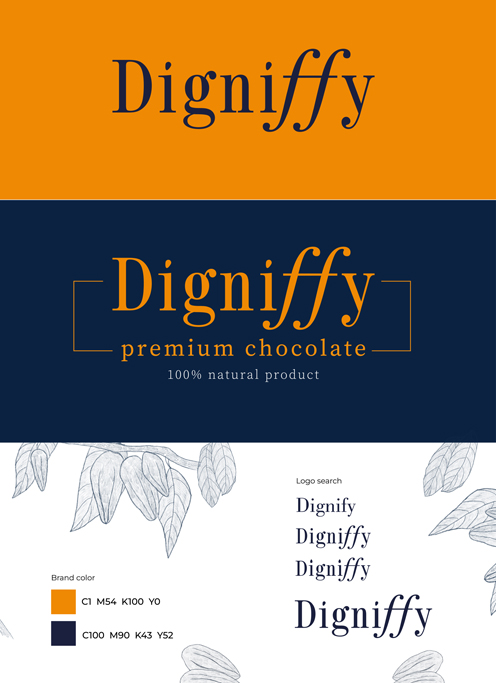 Digniffy
Digniffy
premium chocolate
100% natural product
Logo search
Dignify
Digniffy
Digniffy
Digniffy
Brand color
C1 M54 K100 Y0
C100 M90 K43 Y52